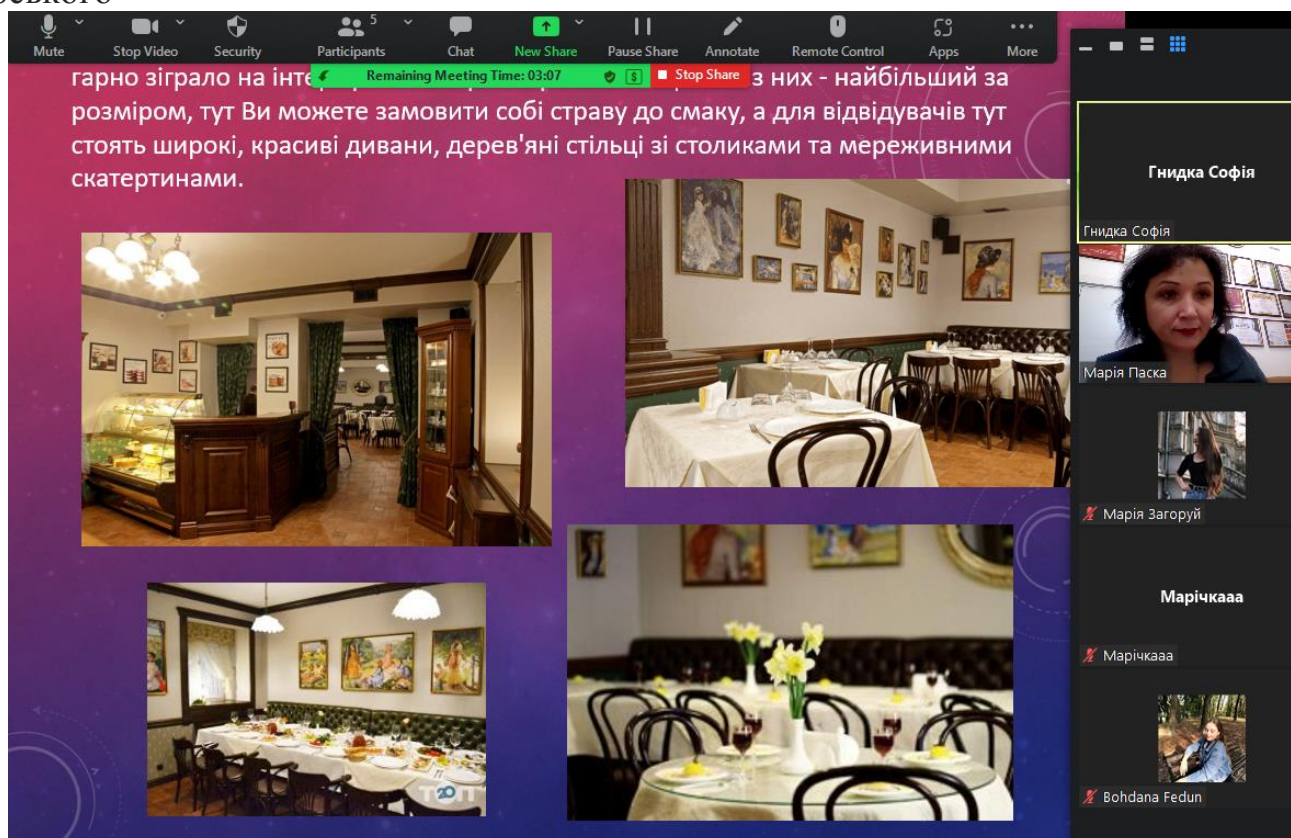 ського
5
Mute Stop Video Security Participants Chat New Share Pause Share Annotate Remote Control Apps More
Remaining Meeting Time: 03:07 Stop Share
гарно зіграло на з них - найбільший за
розміром, тут Ви можете замовити собі страву до смаку, а для відвідувачів тут
стоять широкі, красиві дивани, дерев'яні стільці зі столиками та мереживними
скатертинами.
Гнидка Софія
Гнидка Софія
Марія Паска
Марія Загоруй
Марічкааа
Марічкааа
Bohdana Fedun